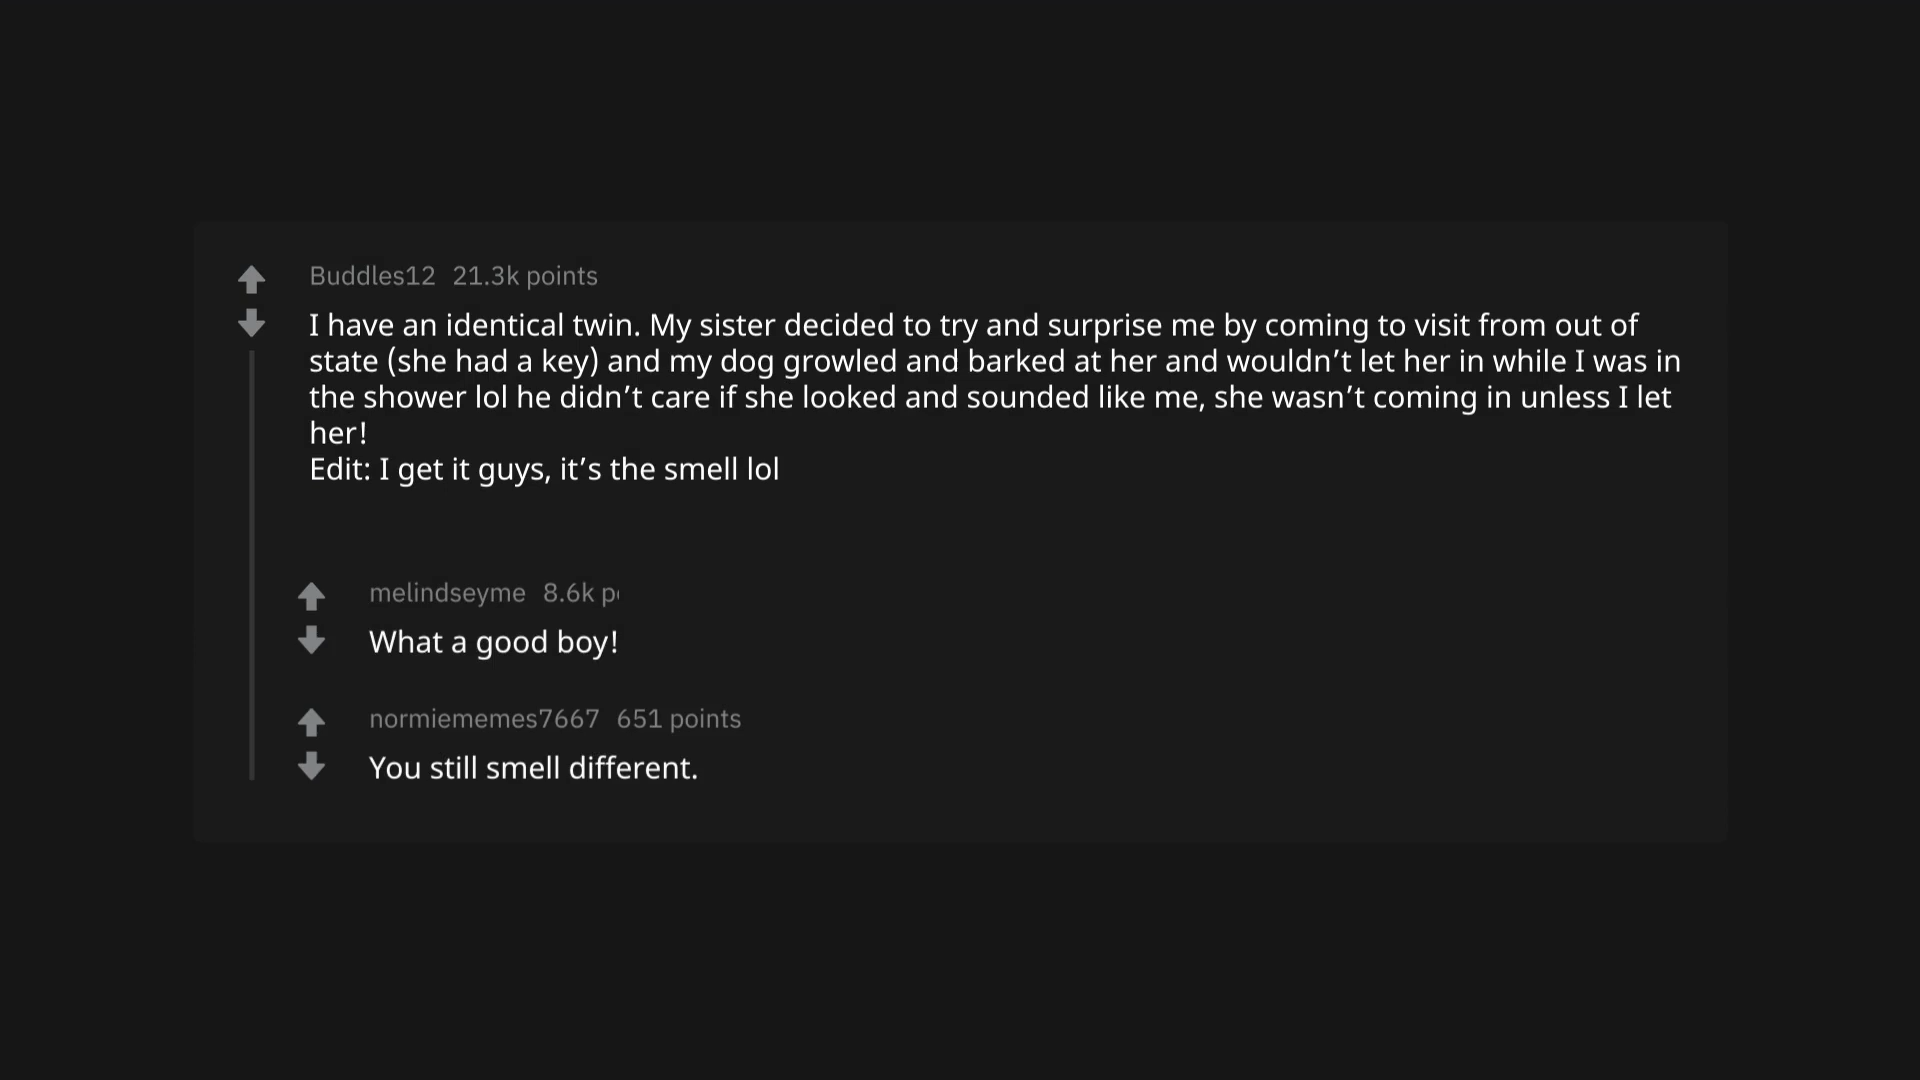 Buddles12 21.3k points
I have an identical twin. My sister decided to try and surprise me by coming to visit from out of
state (she had a key) and my dog growled and barked at her and wouldn’t let her in while I was in
the shower lol he didn’t care if she looked and sounded like me, she wasn’t coming in unless I let
her!
Edit: I get it guys, it’s the smell lol
melindseyme 8.6k p
What a good boy!
normiememes7667 651 points
You still smell different.